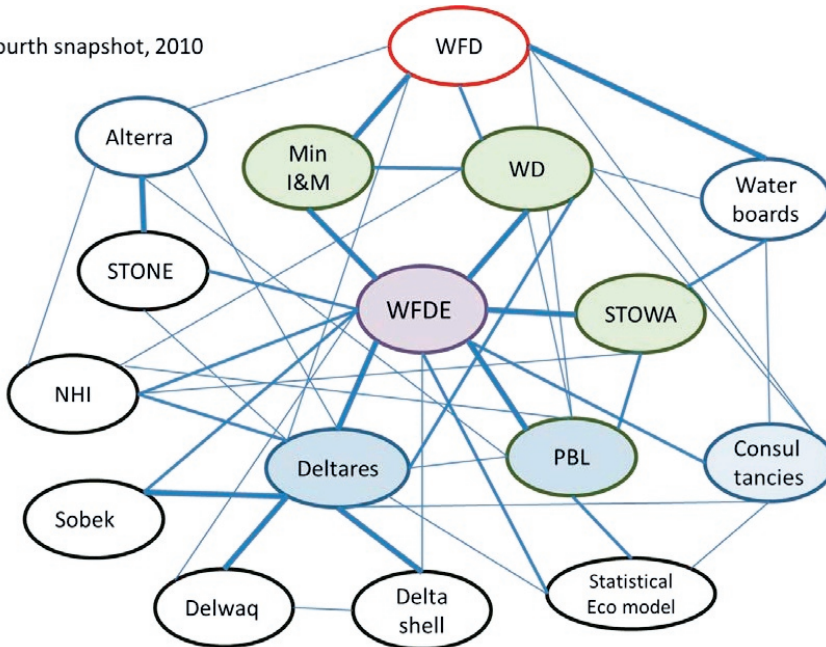 ourth snapshot, 2010
WFD
Alterra
Min
I&M
WD
Water
boards
STONE
WFDE
STOWA
NHI
Deltares
PBL
Consul
tancies
Sobek
Delwaq
Delta
shell
Statistical
Eco model